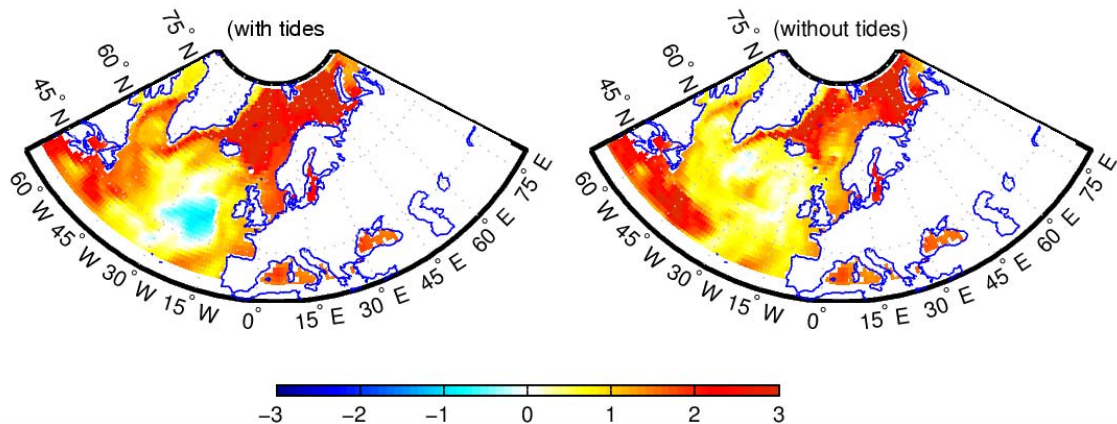 (with tides
(without tides)
75° N
60° N
45° N
60° W
45° W
30° W
15° W
0°
15° E
30° E
45° E
60° E
75° E
75° N
60° N
45° N
60° W
45° W
30° W
15° W
0°
15° E
30° E
45° E
60° E
75° E
−3 −2 −1 0 1 2 3